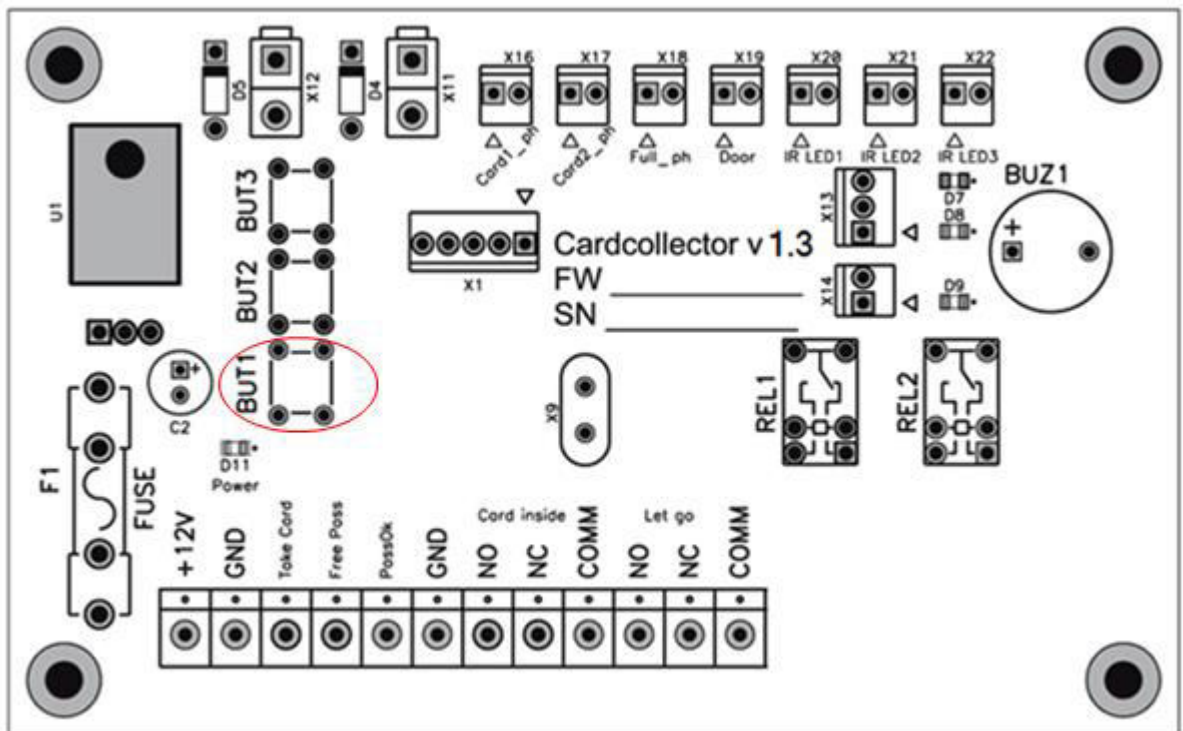 X16 X17 X18 X19 X20 X21 X22
D5 X12 D4 X11
Card1_ph Card2_ph Full_ph Door IR LED1 IR LED2 IR LED3
U1
BUT3
X1
Cardcollector v 1.3
FW
SN
X13
D7
D8
BUZ1
+
X14
D9
BUT2
BUT1
+
C2
X9
REL1
REL2
D11
Power
F1
FUSE
Card inside Let go
+12V GND Take Card Free Pass PassOk GND NO NC COMM NO NC COMM